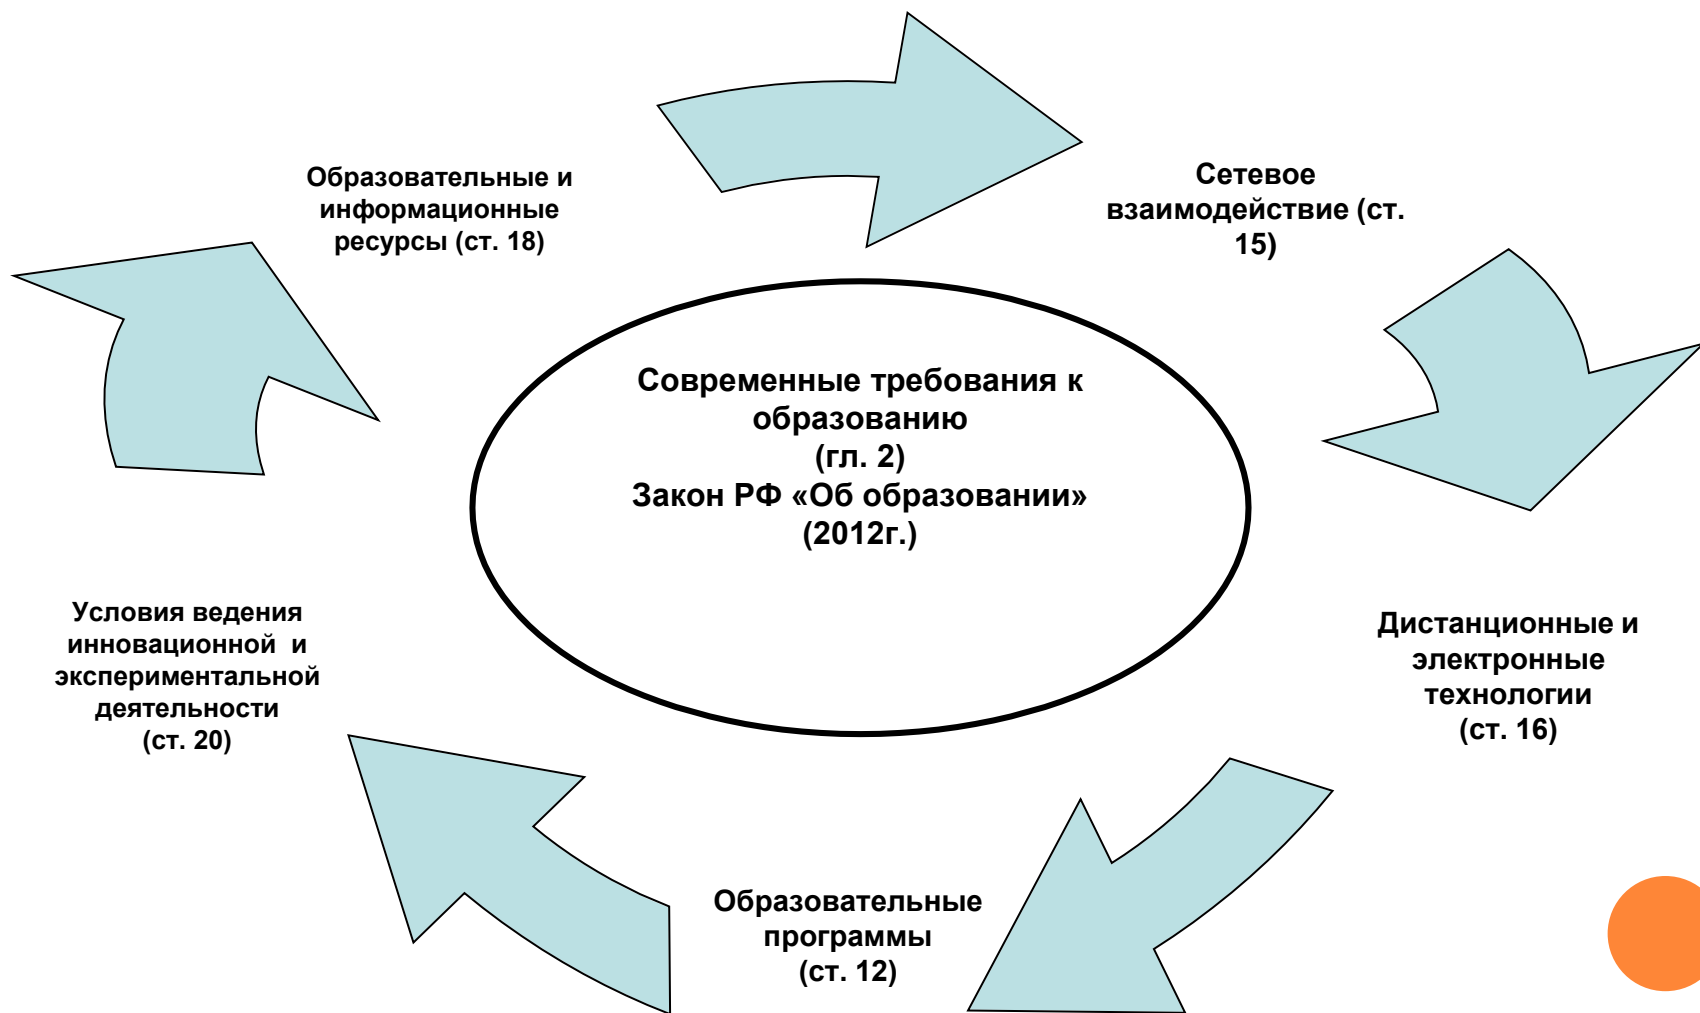 Образовательные и
информационные
ресурсы (ст. 18)
Сетевое
взаимодействие (ст.
15)
Современные требования к
образованию
(гл. 2)
Закон РФ «Об образовании»
(2012г.)
Условия ведения
инновационной  и
экспериментальной
деятельности
(ст. 20)
Дистанционные и
электронные
технологии
(ст. 16)
Образовательные
программы
(ст. 12)